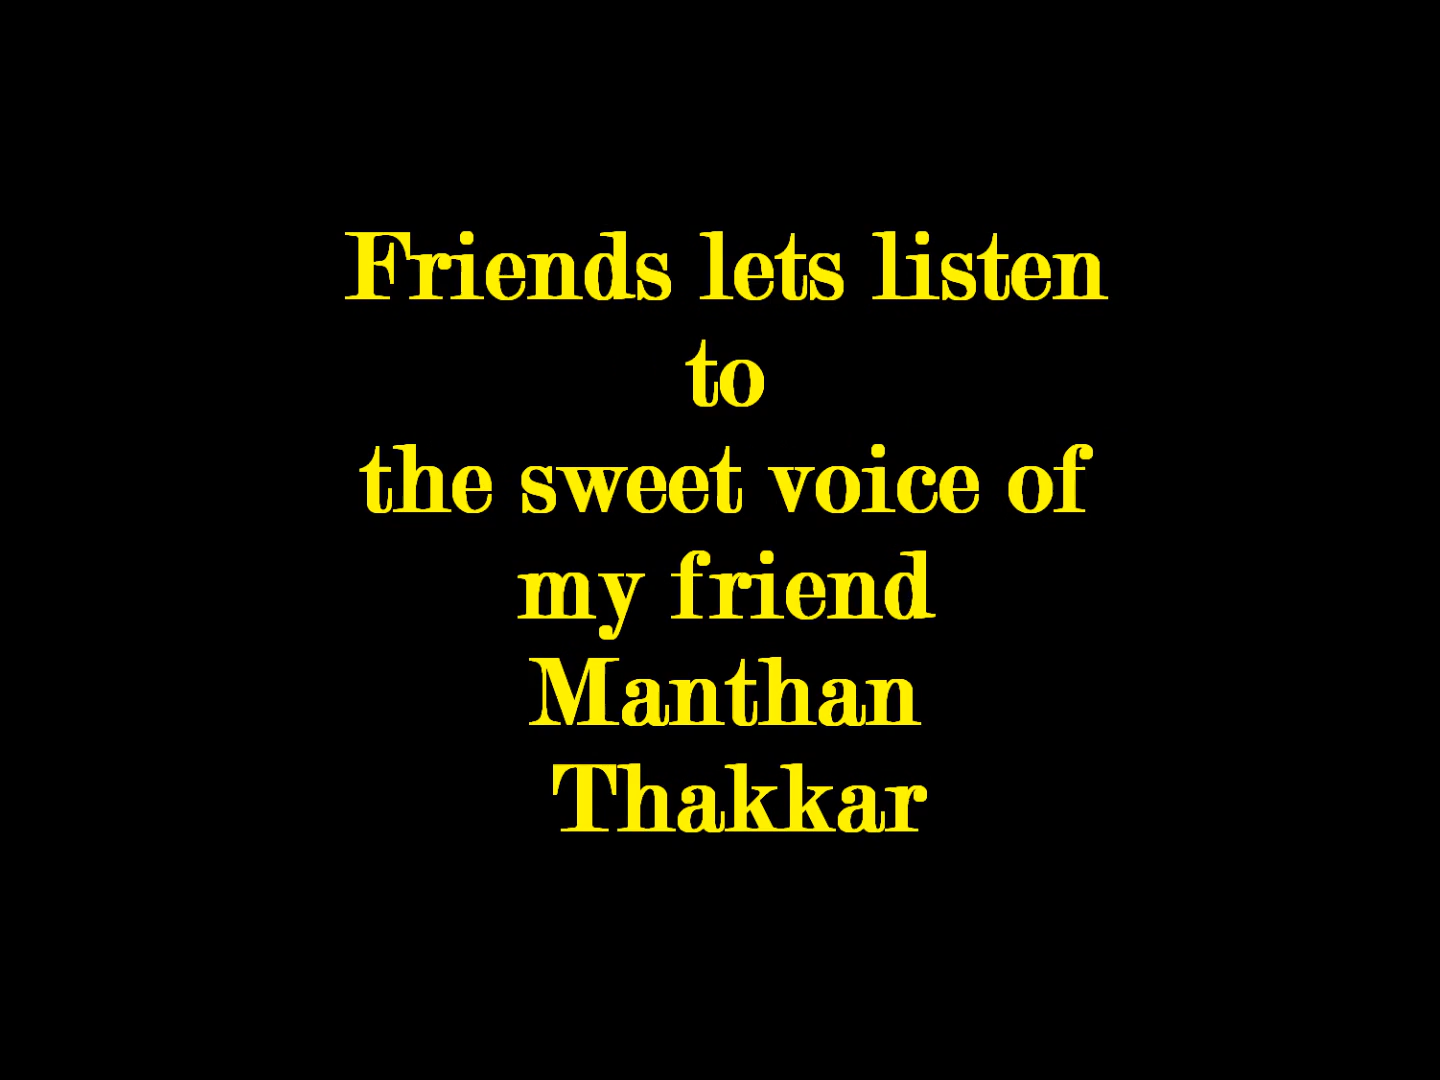 Friends lets listen
to
the sweet voice of
my friend
Manthan
Thakkar